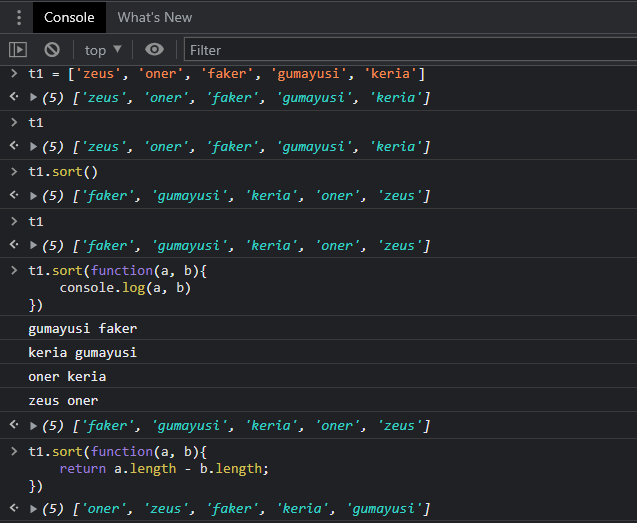 Console What's New
top ▼ Filter
> t1 = ['zeus', 'oner', 'faker', 'gumayusi', 'keria']
(5) ['zeus', 'oner', 'faker', 'gumayusi', 'keria']
> t1
(5) ['zeus', 'oner', 'faker', 'gumayusi', 'keria']
> t1.sort()
(5) ['faker', 'gumayusi', 'keria', 'oner', 'zeus']
> t1
(5) ['faker', 'gumayusi', 'keria', 'oner', 'zeus']
> t1.sort(function(a, b){
console.log(a, b)
})
gumayusi faker
keria gumayusi
oner keria
zeus oner
(5) ['faker', 'gumayusi', 'keria', 'oner', 'zeus']
> t1.sort(function(a, b){
return a.length - b.length;
})
(5) ['oner', 'zeus', 'faker', 'keria', 'gumayusi']